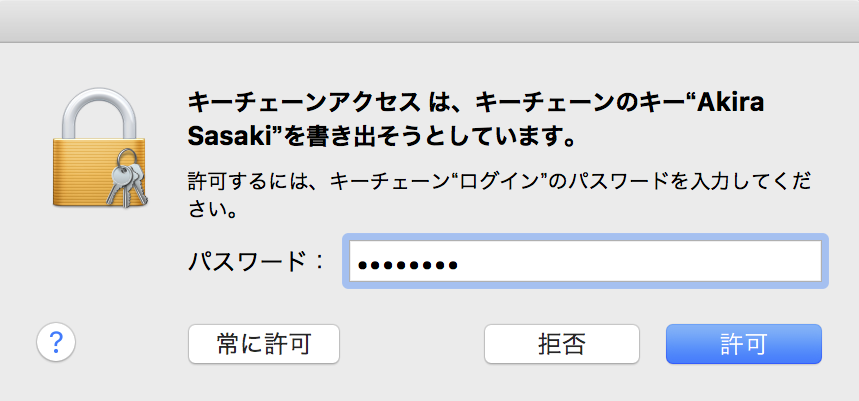 キーチェーンアクセス は、キーチェーンのキー“Akira
Sasaki”を書き出そうとしています。
許可するには、キーチェーン“ログイン”のパスワードを入力してくだ
さい。
パスワード： ••••••••
? 常に許可 拒否 許可